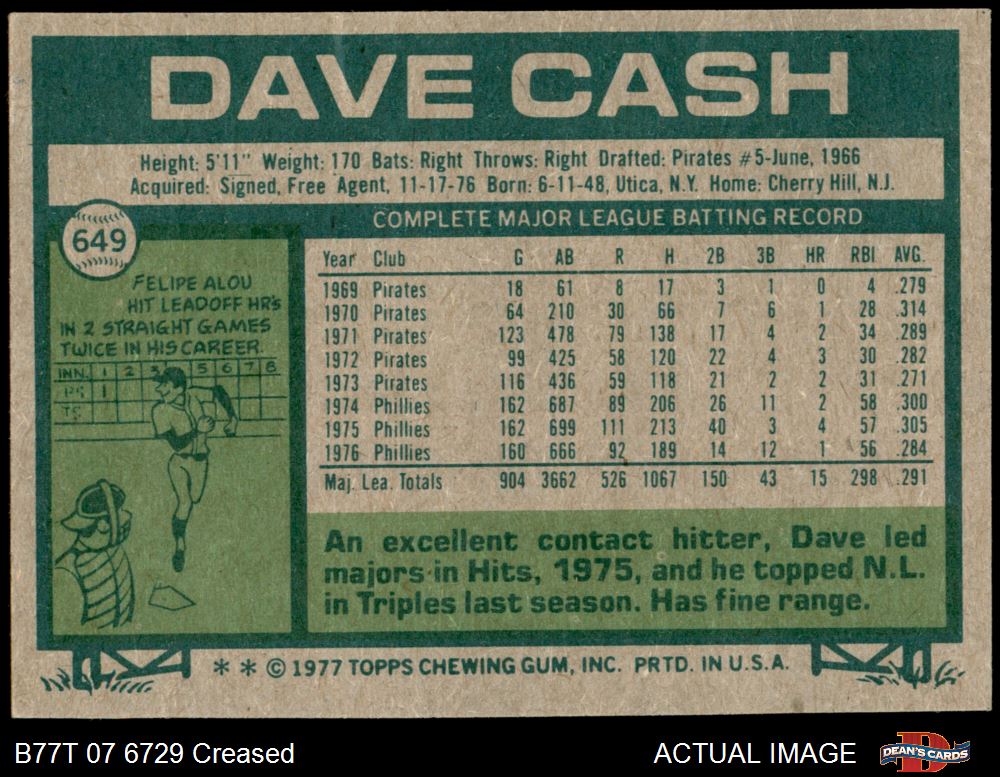 DAVE CASH
Height: 5'11" Weight: 170 Bats: Right Throws: Right Drafted: Pirates #5-June, 1966
Acquired: Signed, Free Agent, 11-17-76 Born: 6-11-48, Utica, N.Y. Home: Cherry Hill, N.J.
649
COMPLETE MAJOR LEAGUE BATTING RECORD
FELIPE ALOU
HIT LEADOFF HR'S
IN 2 STRAIGHT GAMES
TWICE IN HIS CAREER.
INN. 1 2 3 5 6 7 8
1
Year Club G AB R H 2B 3B HR RBI AVG.
1969 Pirates 18 61 8 17 3 1 0 4 .279
1970 Pirates 64 210 30 66 7 6 1 28 .314
1971 Pirates 123 478 79 138 17 4 2 34 .289
1972 Pirates 99 425 58 120 22 4 3 30 .282
1973 Pirates 116 436 59 118 21 2 2 31 .271
1974 Phillies 162 687 89 206 26 11 2 58 .300
1975 Phillies 162 699 111 213 40 3 4 57 .305
1976 Phillies 160 666 92 189 14 12 1 56 .284
Maj. Lea. Totals 904 3662 526 1067 150 43 15 298 .291
An excellent contact hitter, Dave led
majors in Hits, 1975, and he topped N.L.
in Triples last season. Has fine range.
* * © 1977 TOPPS CHEWING GUM, INC. PRTD. IN U.S.A.
B77T 07 6729 Creased
ACTUAL IMAGE
DEAN'S CARDS